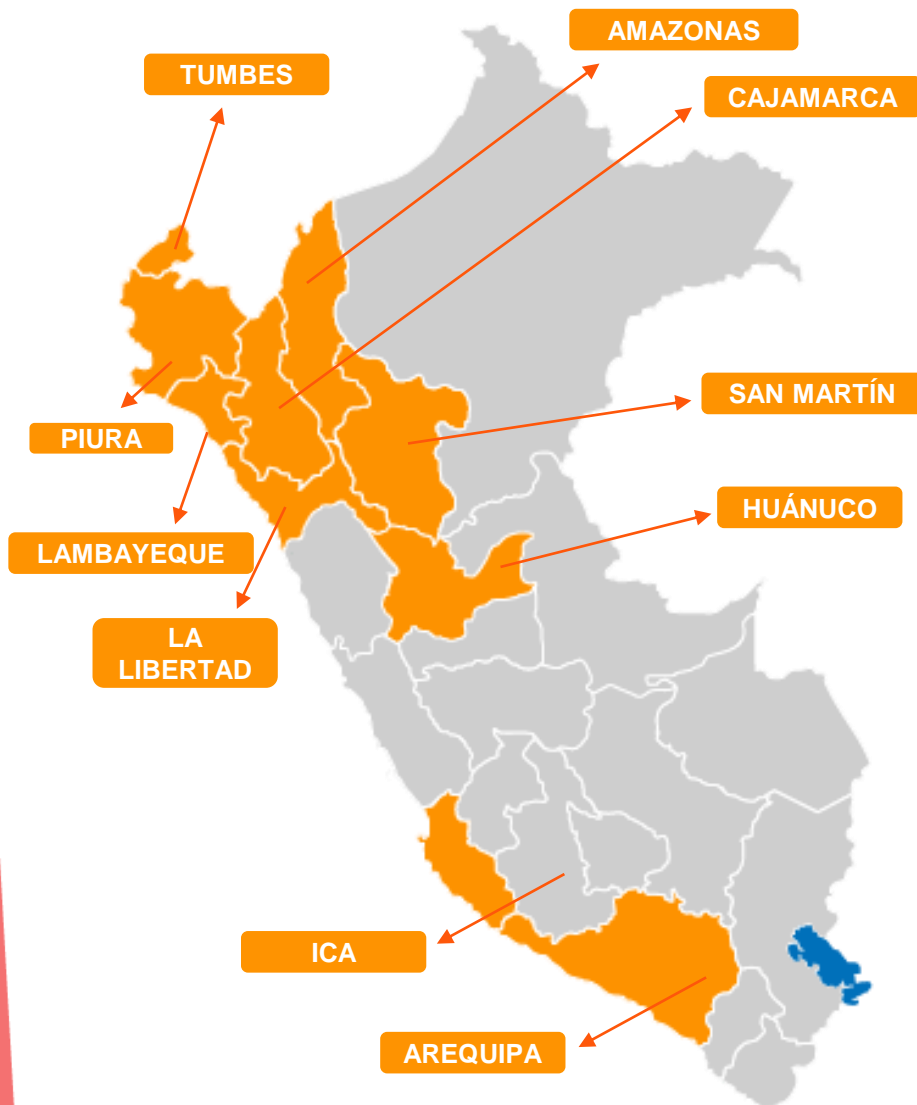 AMAZONAS
TUMBES
CAJAMARCA
SAN MARTÍN
PIURA
HUÁNUCO
LAMBAYEQUE
LA
LIBERTAD
ICA
AREQUIPA